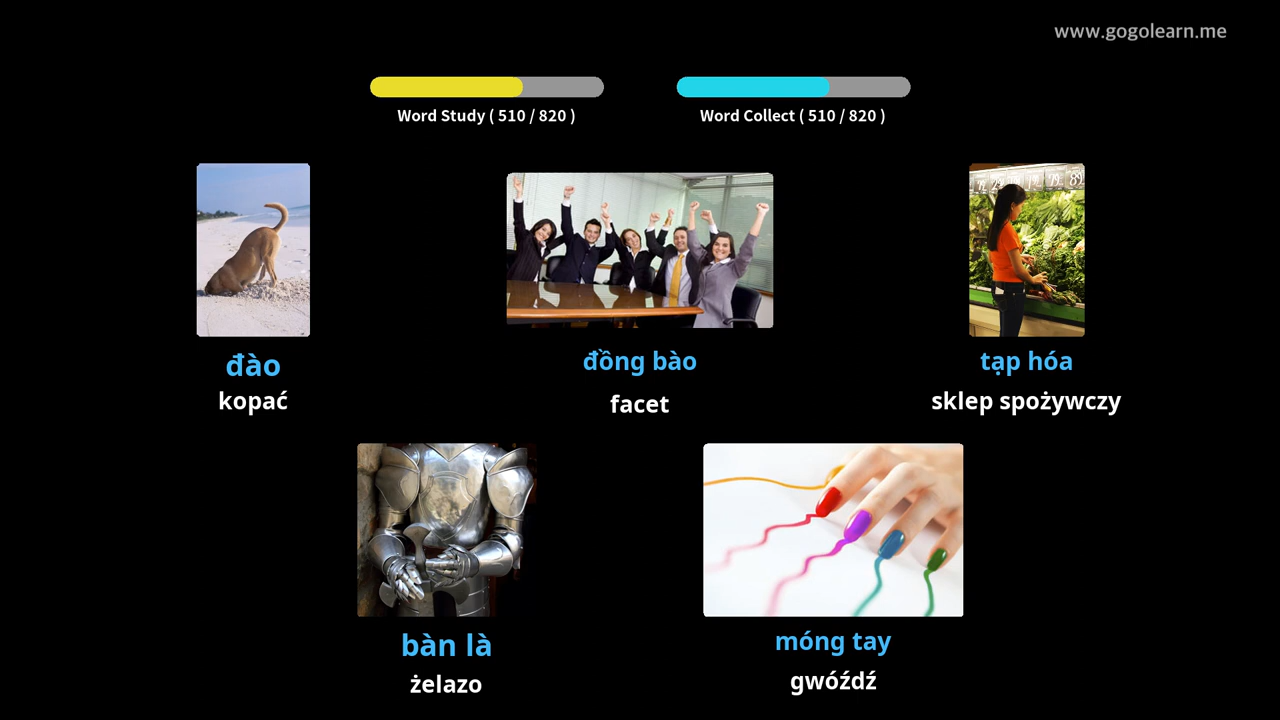 www.gogolearn.me
Word Study ( 510 / 820 )
Word Collect ( 510 / 820 )
đào
kopać
đồng bào
facet
tạp hóa
sklep spożywczy
bàn là
żelazo
móng tay
gwóźdź